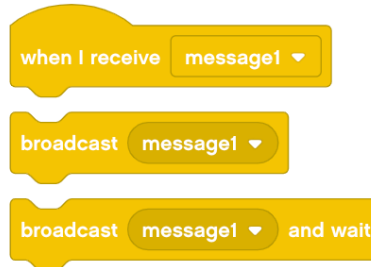 when I receive message1
broadcast message1
broadcast message1 and wait